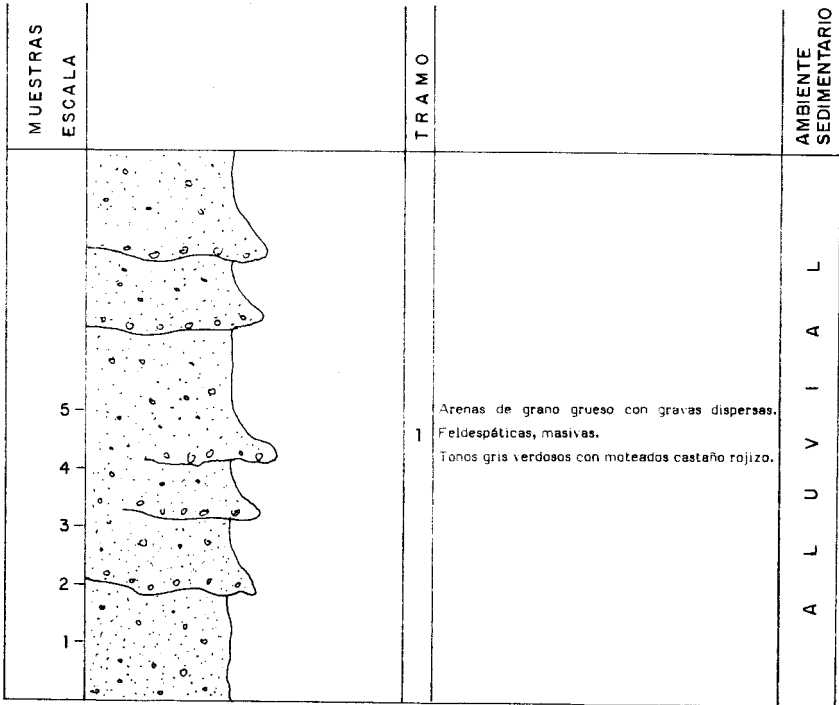 MUESTRAS
ESCALA
TRAMO
AMBIENTE
SEDIMENTARIO
5
4
3
2
1
1
Arenas de grano grueso con gravas dispersas.
Feldespáticas, masivas.
Tonos gris verdosos con moteados castaño rojizo.
ALUVIAL